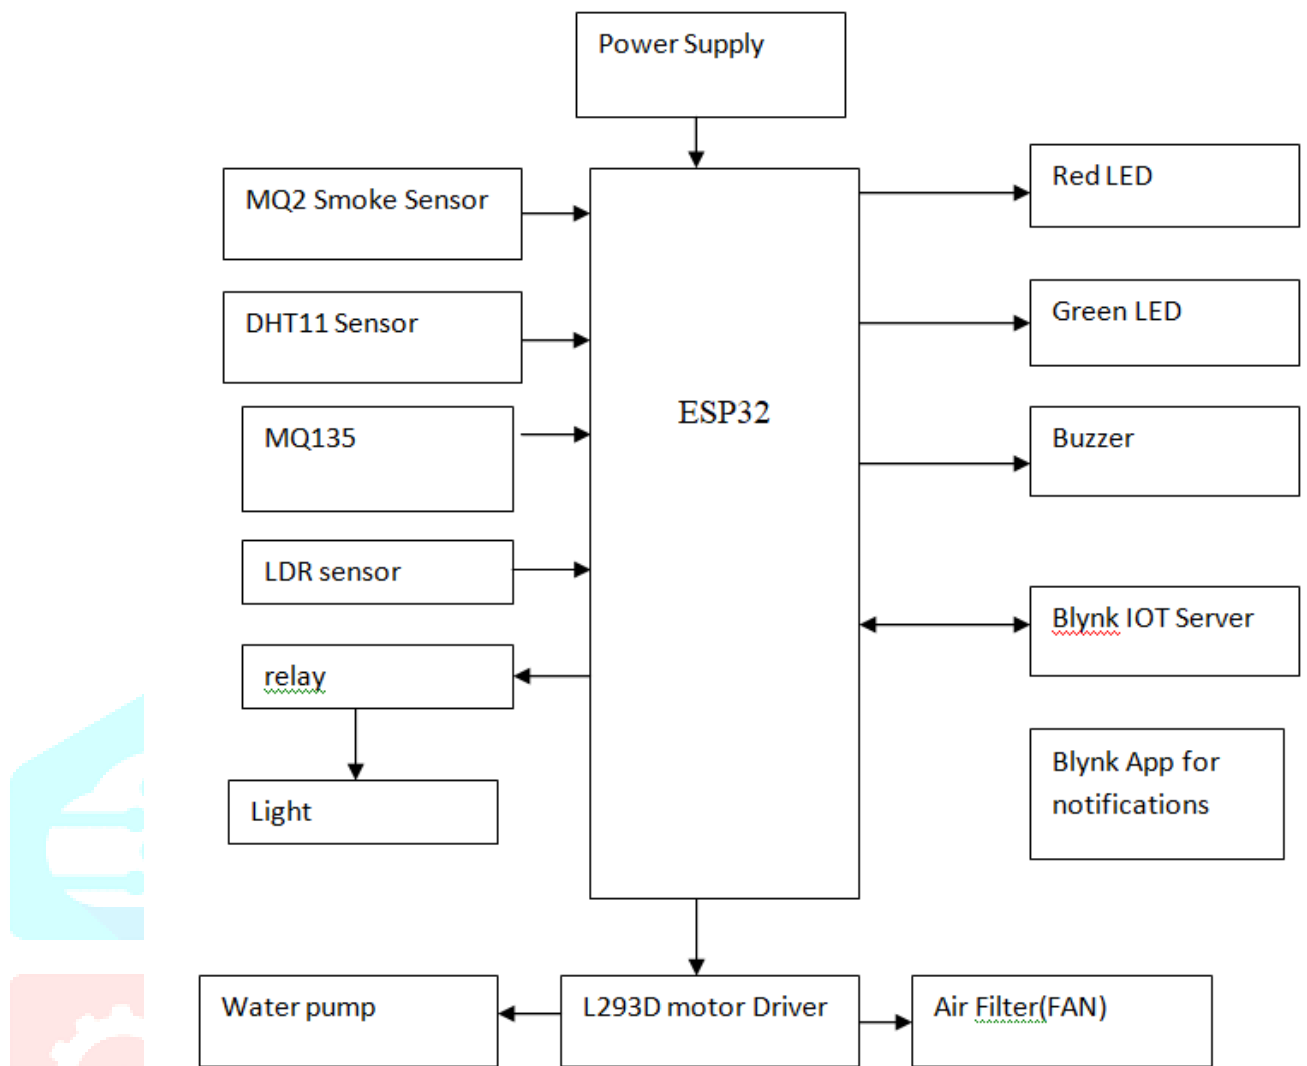 Power Supply
MQ2 Smoke Sensor
Red LED
DHT11 Sensor
Green LED
ESP32
MQ135
Buzzer
LDR sensor
Blynk IOT Server
relay
Blynk App for
notifications
Light
Water pump
L293D motor Driver
Air Filter(FAN)